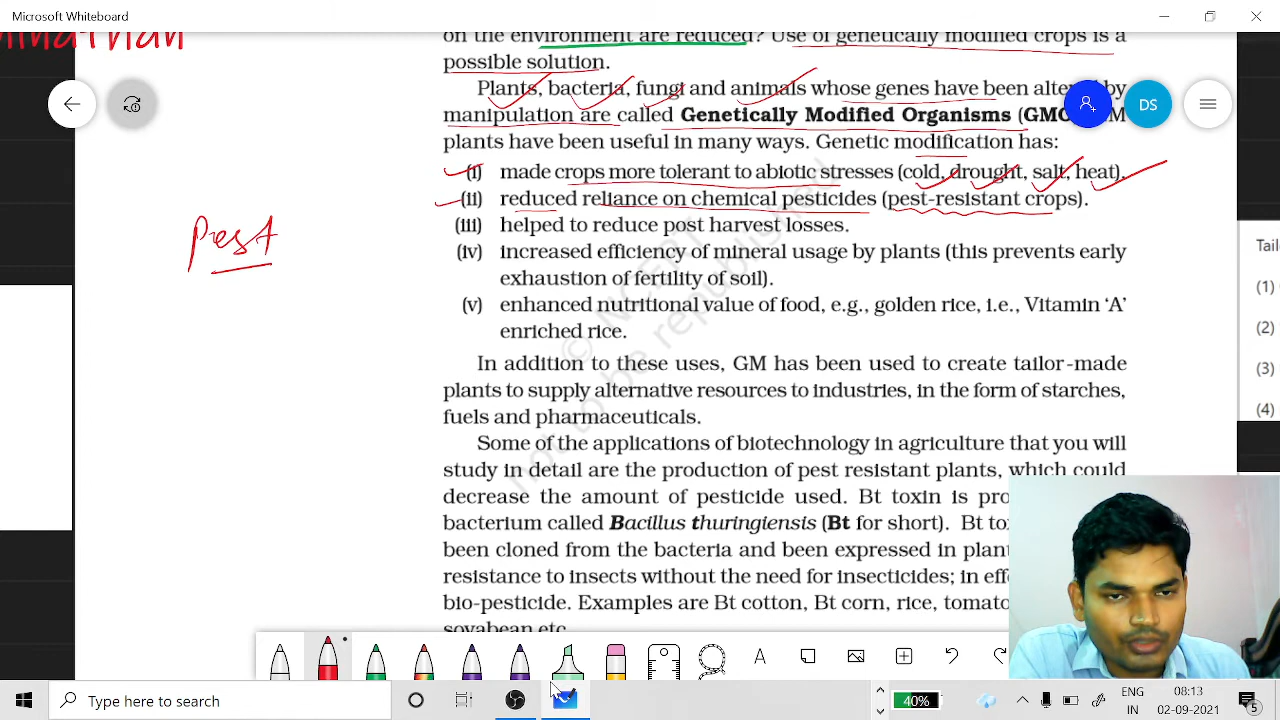 Microsoft Whiteboard
on the environment are reduced? Use of genetically modified crops is a
possible solution.
Plants, bacteria, fungi and animals whose genes have been altered by
manipulation are called Genetically Modified Organisms (GMO). GM
plants have been useful in many ways. Genetic modification has:
(i) made crops more tolerant to abiotic stresses (cold, drought, salt, heat).
(ii) reduced reliance on chemical pesticides (pest-resistant crops).
(iii) helped to reduce post harvest losses.
(iv) increased efficiency of mineral usage by plants (this prevents early
exhaustion of fertility of soil).
(v) enhanced nutritional value of food, e.g., golden rice, i.e., Vitamin ‘A’
enriched rice.
In addition to these uses, GM has been used to create tailor-made
plants to supply alternative resources to industries, in the form of starches,
fuels and pharmaceuticals.
Some of the applications of biotechnology in agriculture that you will
study in detail are the production of pest resistant plants, which could
decrease the amount of pesticide used. Bt toxin is
bacterium called Bacillus thuringiensis (Bt for short). Bt
been cloned from the bacteria and been expressed in
resistance to insects without the need for insecticides; in
bio-pesticide. Examples are Bt cotton, Bt corn, rice,
soyabean etc
Pest
© NCERT
not to be republished
DS
Tail
(1)
(2)
(3)
(4)
Type here to search
40%
ENG
IN
08:13
02-09-2021
5